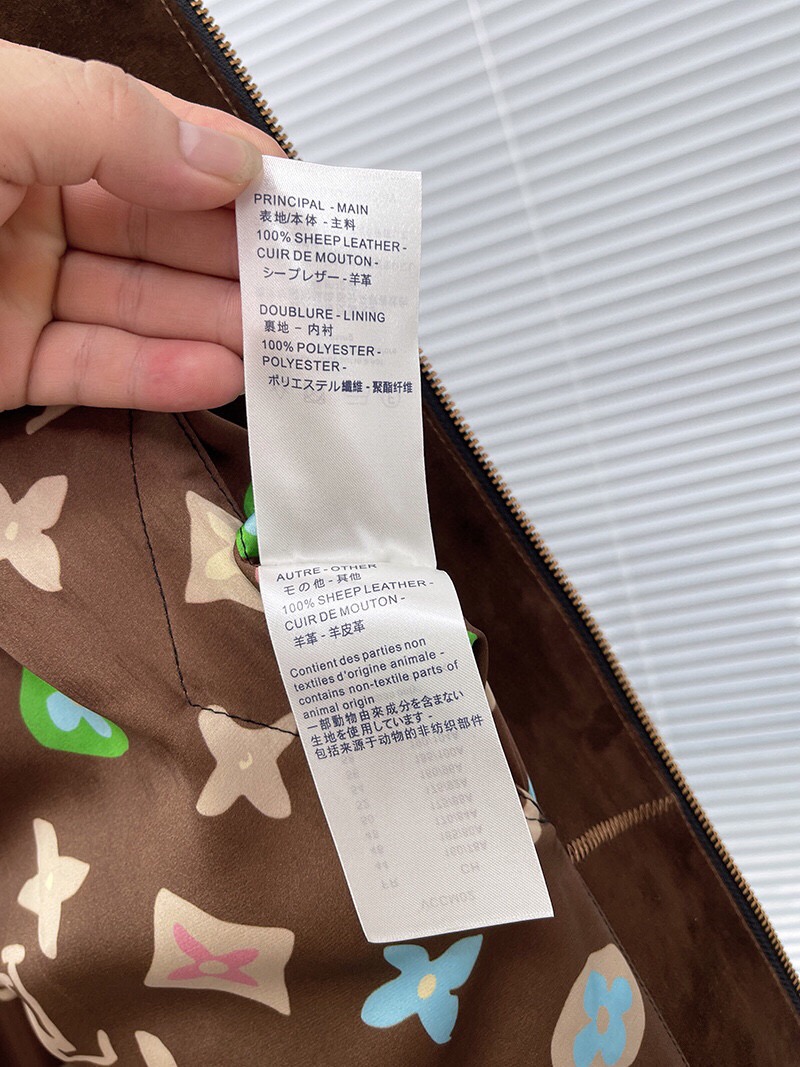 PRINCIPAL - MAIN
表地/本体 - 主料
100% SHEEP LEATHER -
CUIR DE MOUTON -
シープレザー - 羊革
DOUBLURE - LINING
裏地 - 内衬
100% POLYESTER -
POLYESTER -
ポリエステル繊維 - 聚酯纤维
AUTRE - OTHER
その他 - 其他
100% SHEEP LEATHER -
CUIR DE MOUTON -
羊革 - 羊皮革
Contient des parties non
textiles d'origine animale -
contains non-textile parts of
animal origin
一部動物由來成分を含まない
生地を使用しています -
包括来源于动物的非纺织部件